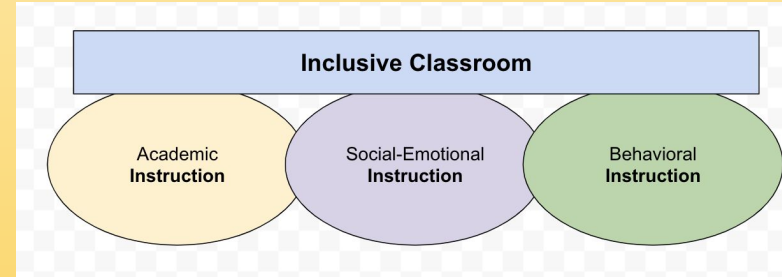 Inclusive Classroom
Academic
Instruction
Social-Emotional
Instruction
Behavioral
Instruction